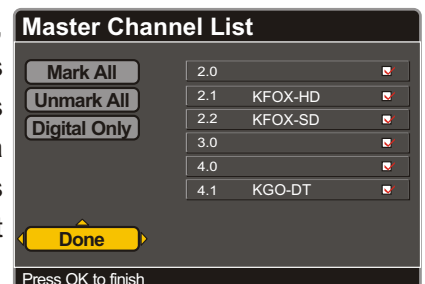 Master Channel List
Mark All
Unmark All
Digital Only
2.0
2.1 KFOX-HD
2.2 KFOX-SD
3.0
4.0
4.1 KGO-DT
Done
Press OK to finish